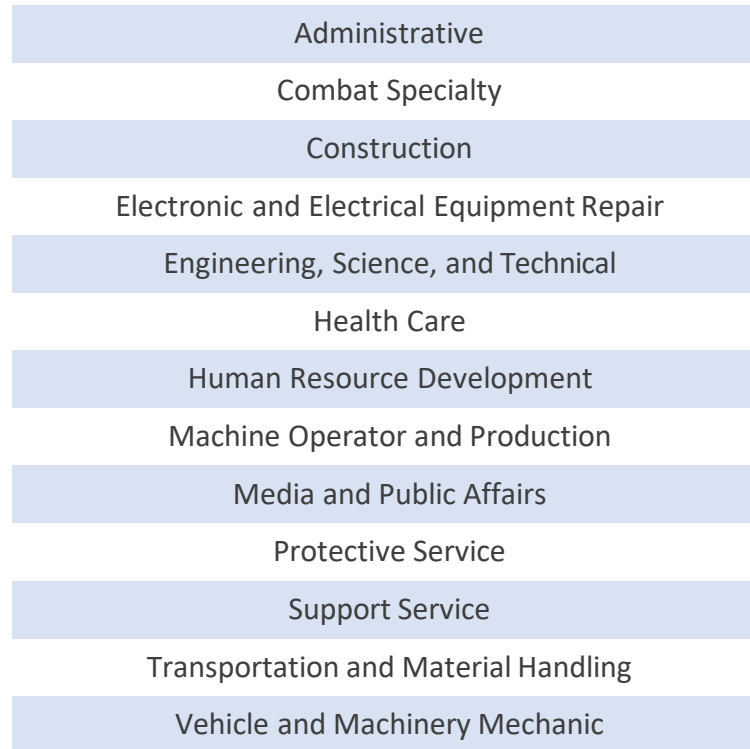 Administrative
Combat Specialty
Construction
Electronic and Electrical Equipment Repair
Engineering, Science, and Technical
Health Care
Human Resource Development
Machine Operator and Production
Media and Public Affairs
Protective Service
Support Service
Transportation and Material Handling
Vehicle and Machinery Mechanic